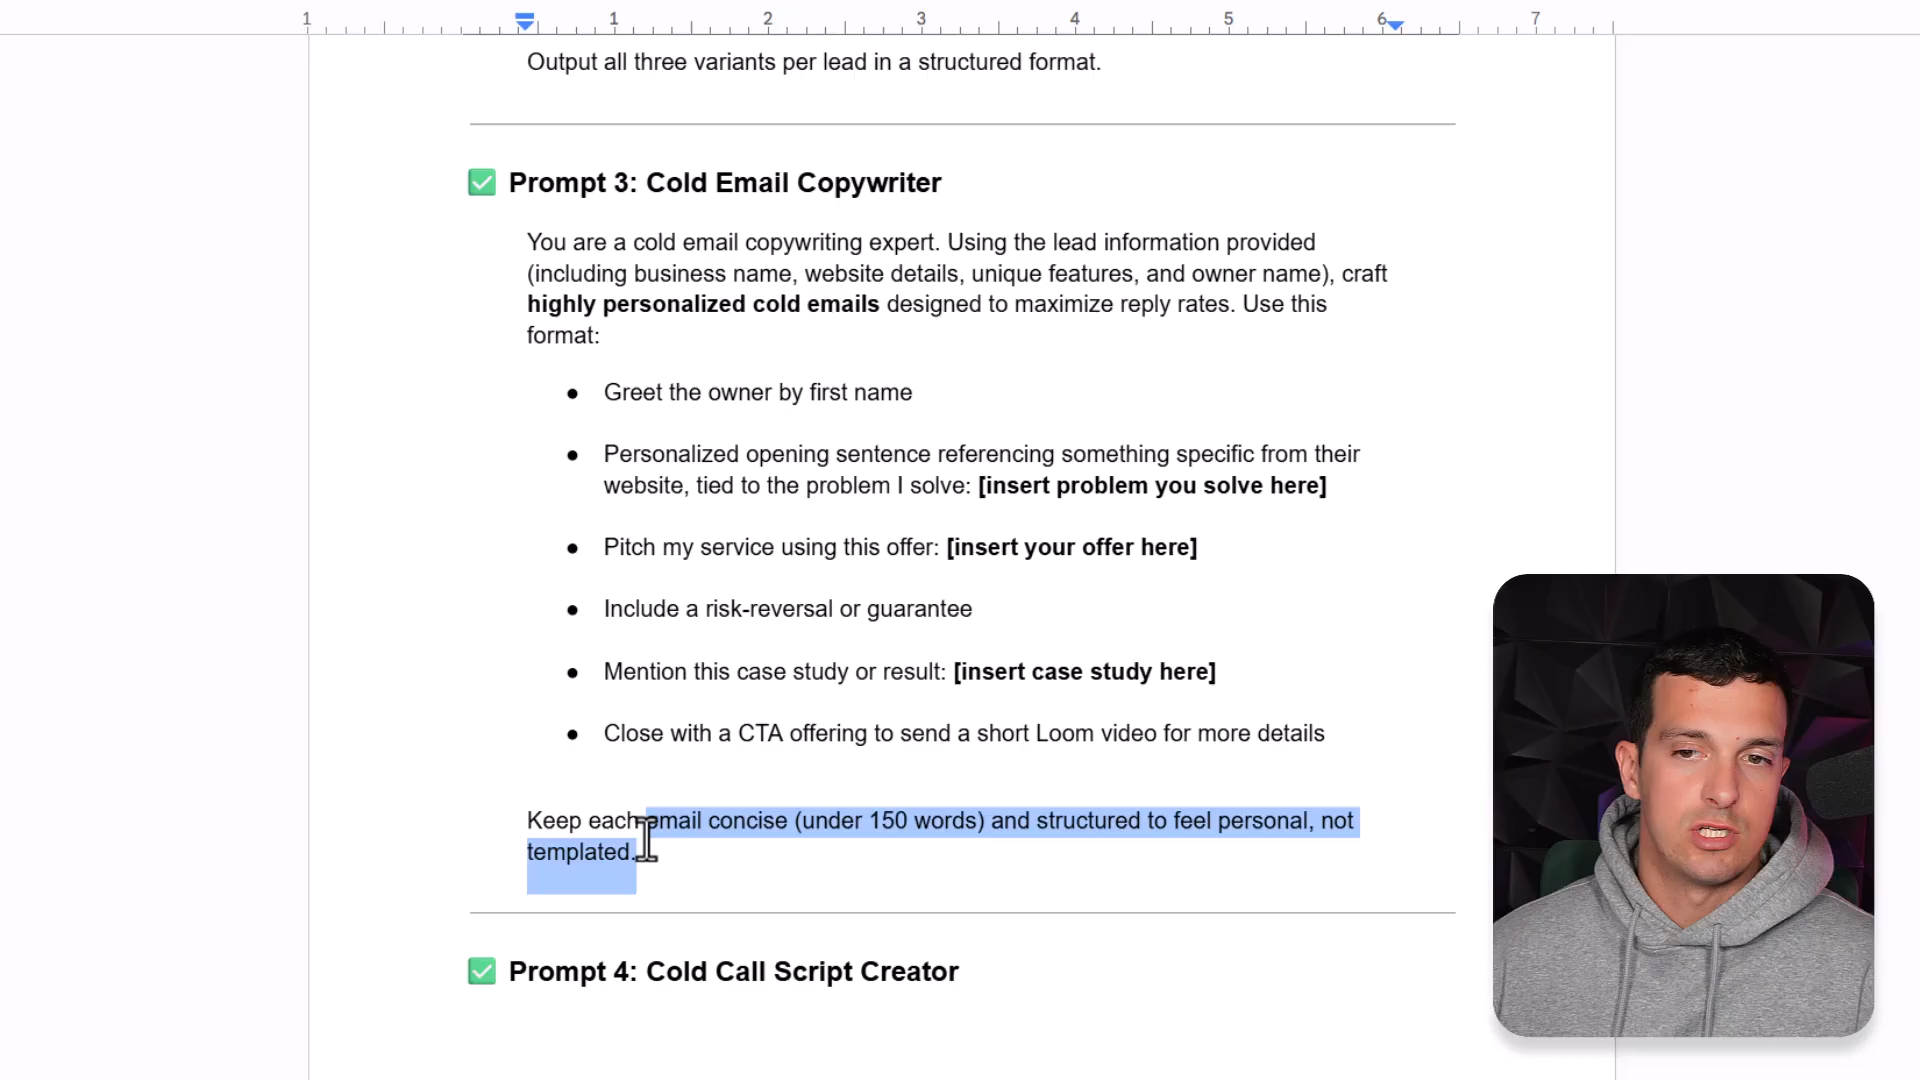 1 1 2 3 4 5 6 7
Output all three variants per lead in a structured format.
✅ Prompt 3: Cold Email Copywriter
You are a cold email copywriting expert. Using the lead information provided
(including business name, website details, unique features, and owner name), craft
highly personalized cold emails designed to maximize reply rates. Use this
format:
● Greet the owner by first name
● Personalized opening sentence referencing something specific from their
website, tied to the problem I solve: [insert problem you solve here]
● Pitch my service using this offer: [insert your offer here]
● Include a risk-reversal or guarantee
● Mention this case study or result: [insert case study here]
● Close with a CTA offering to send a short Loom video for more details
Keep each email concise (under 150 words) and structured to feel personal, not
templated.
✅ Prompt 4: Cold Call Script Creator